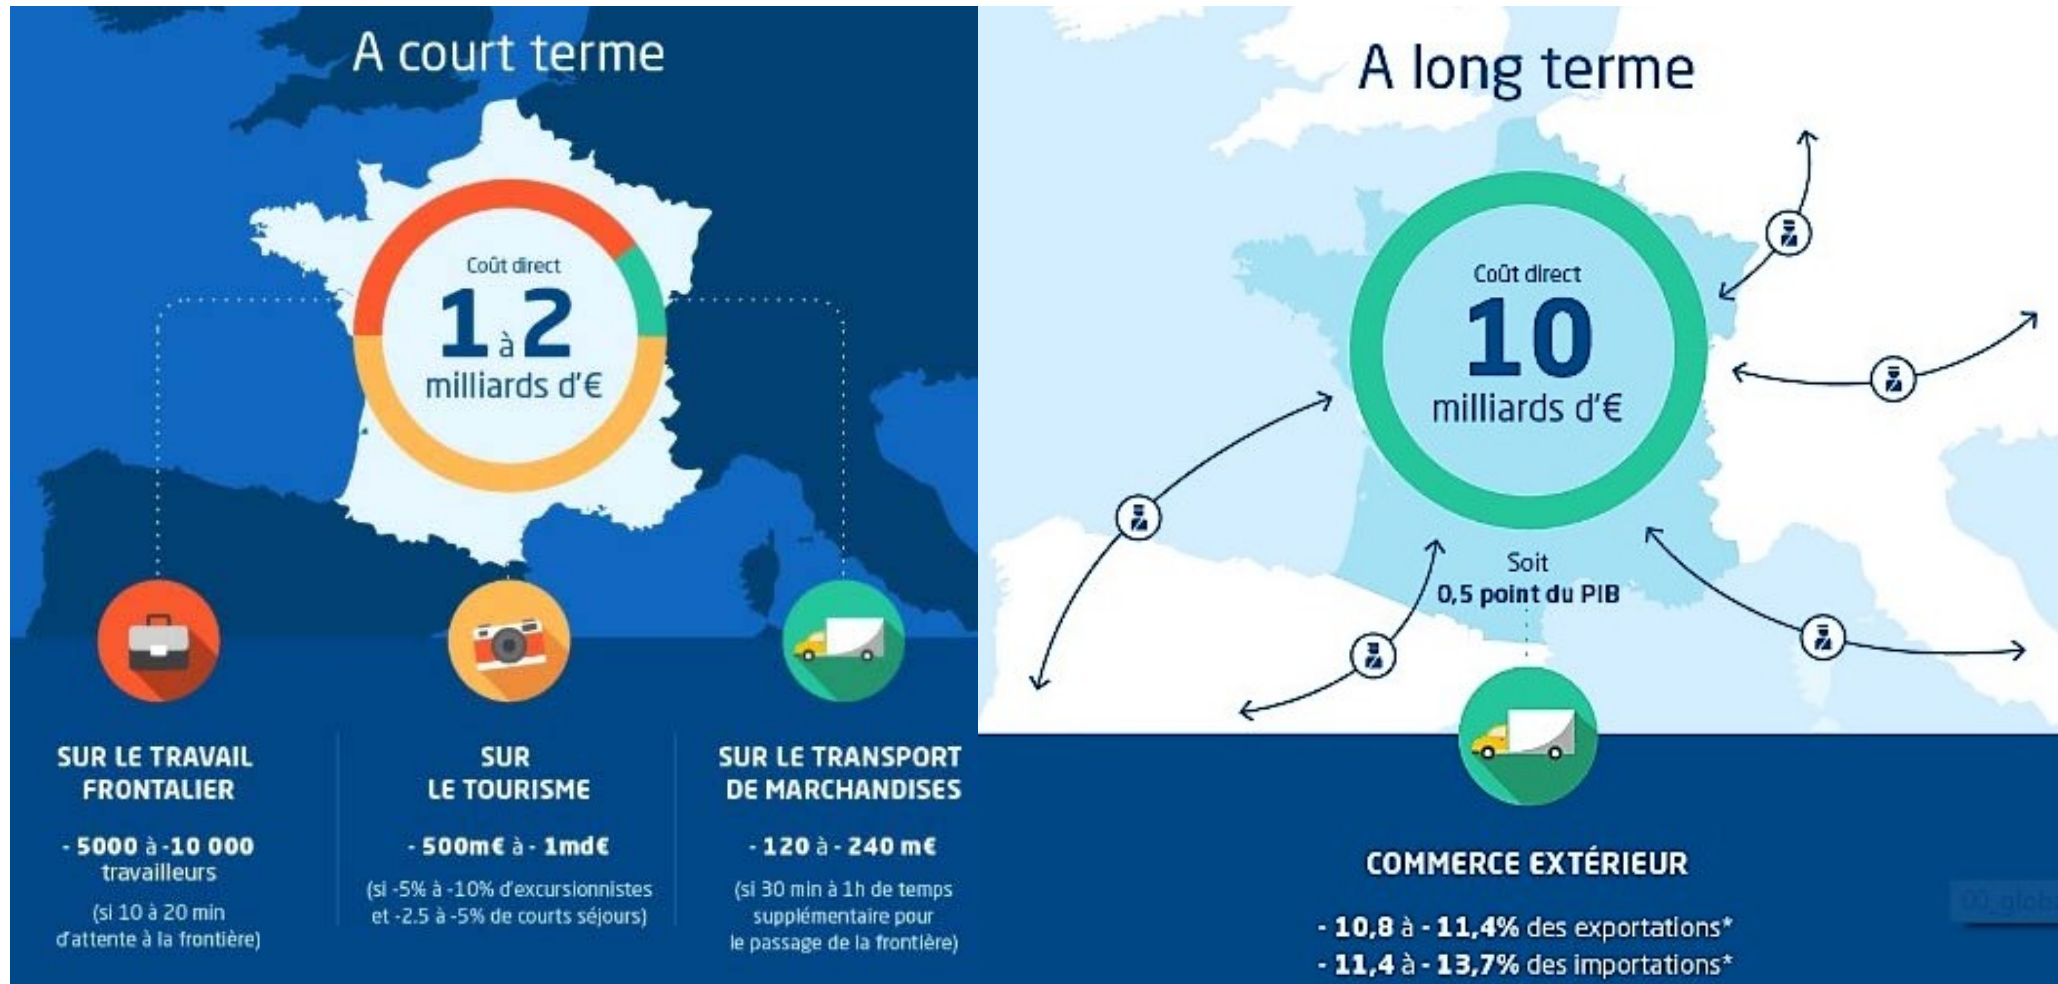 A court terme
Coût direct
1 à 2
milliards d'€
SUR LE TRAVAIL
FRONTALIER
- 5000 à -10 000
travailleurs
(si 10 à 20 min
d'attente à la frontière)
SUR
LE TOURISME
- 500m€ à - 1md€
(si -5% à -10% d'excursionnistes
et -2.5 à -5% de courts séjours)
SUR LE TRANSPORT
DE MARCHANDISES
- 120 à - 240 m€
(si 30 min à 1h de temps
supplémentaire pour
le passage de la frontière)
A long terme
Coût direct
10
milliards d'€
Soit
0,5 point du PIB
COMMERCE EXTÉRIEUR
- 10,8 à - 11,4% des exportations*
- 11,4 à - 13,7% des importations*